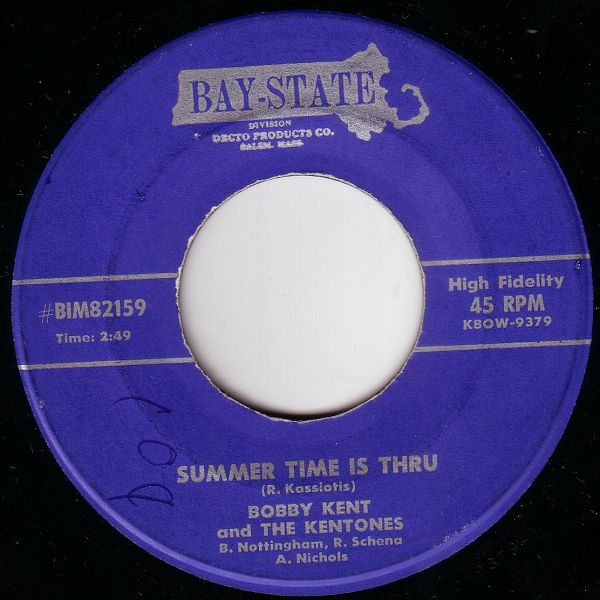 BAY-STATE
DIVISION
DECTO PRODUCTS CO.
SALEM, MASS
#BIM82159
Time: 2:49
High Fidelity
45 RPM
K8OW-9379
SUMMER TIME IS THRU
(R. Kassiotis)
BOBBY KENT
and THE KENTONES
B. Nottingham, R. Schena
A. Nichols